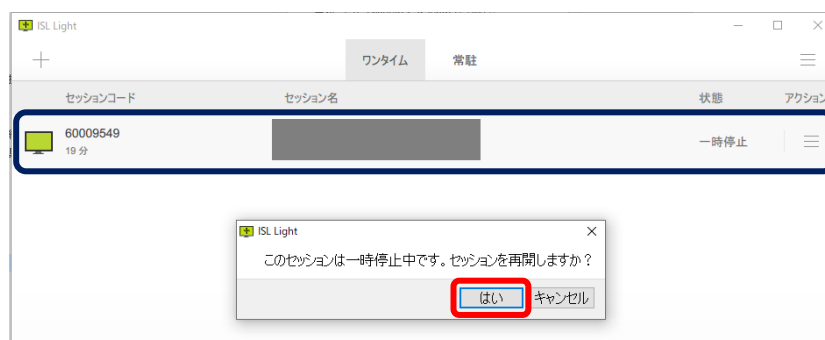 ISL Light
ワンタイム 常駐
セッションコード セッション名 状態 アクション
60009549
19 分
一時停止
ISL Light
このセッションは一時停止中です。セッションを再開しますか？
はい キャンセル